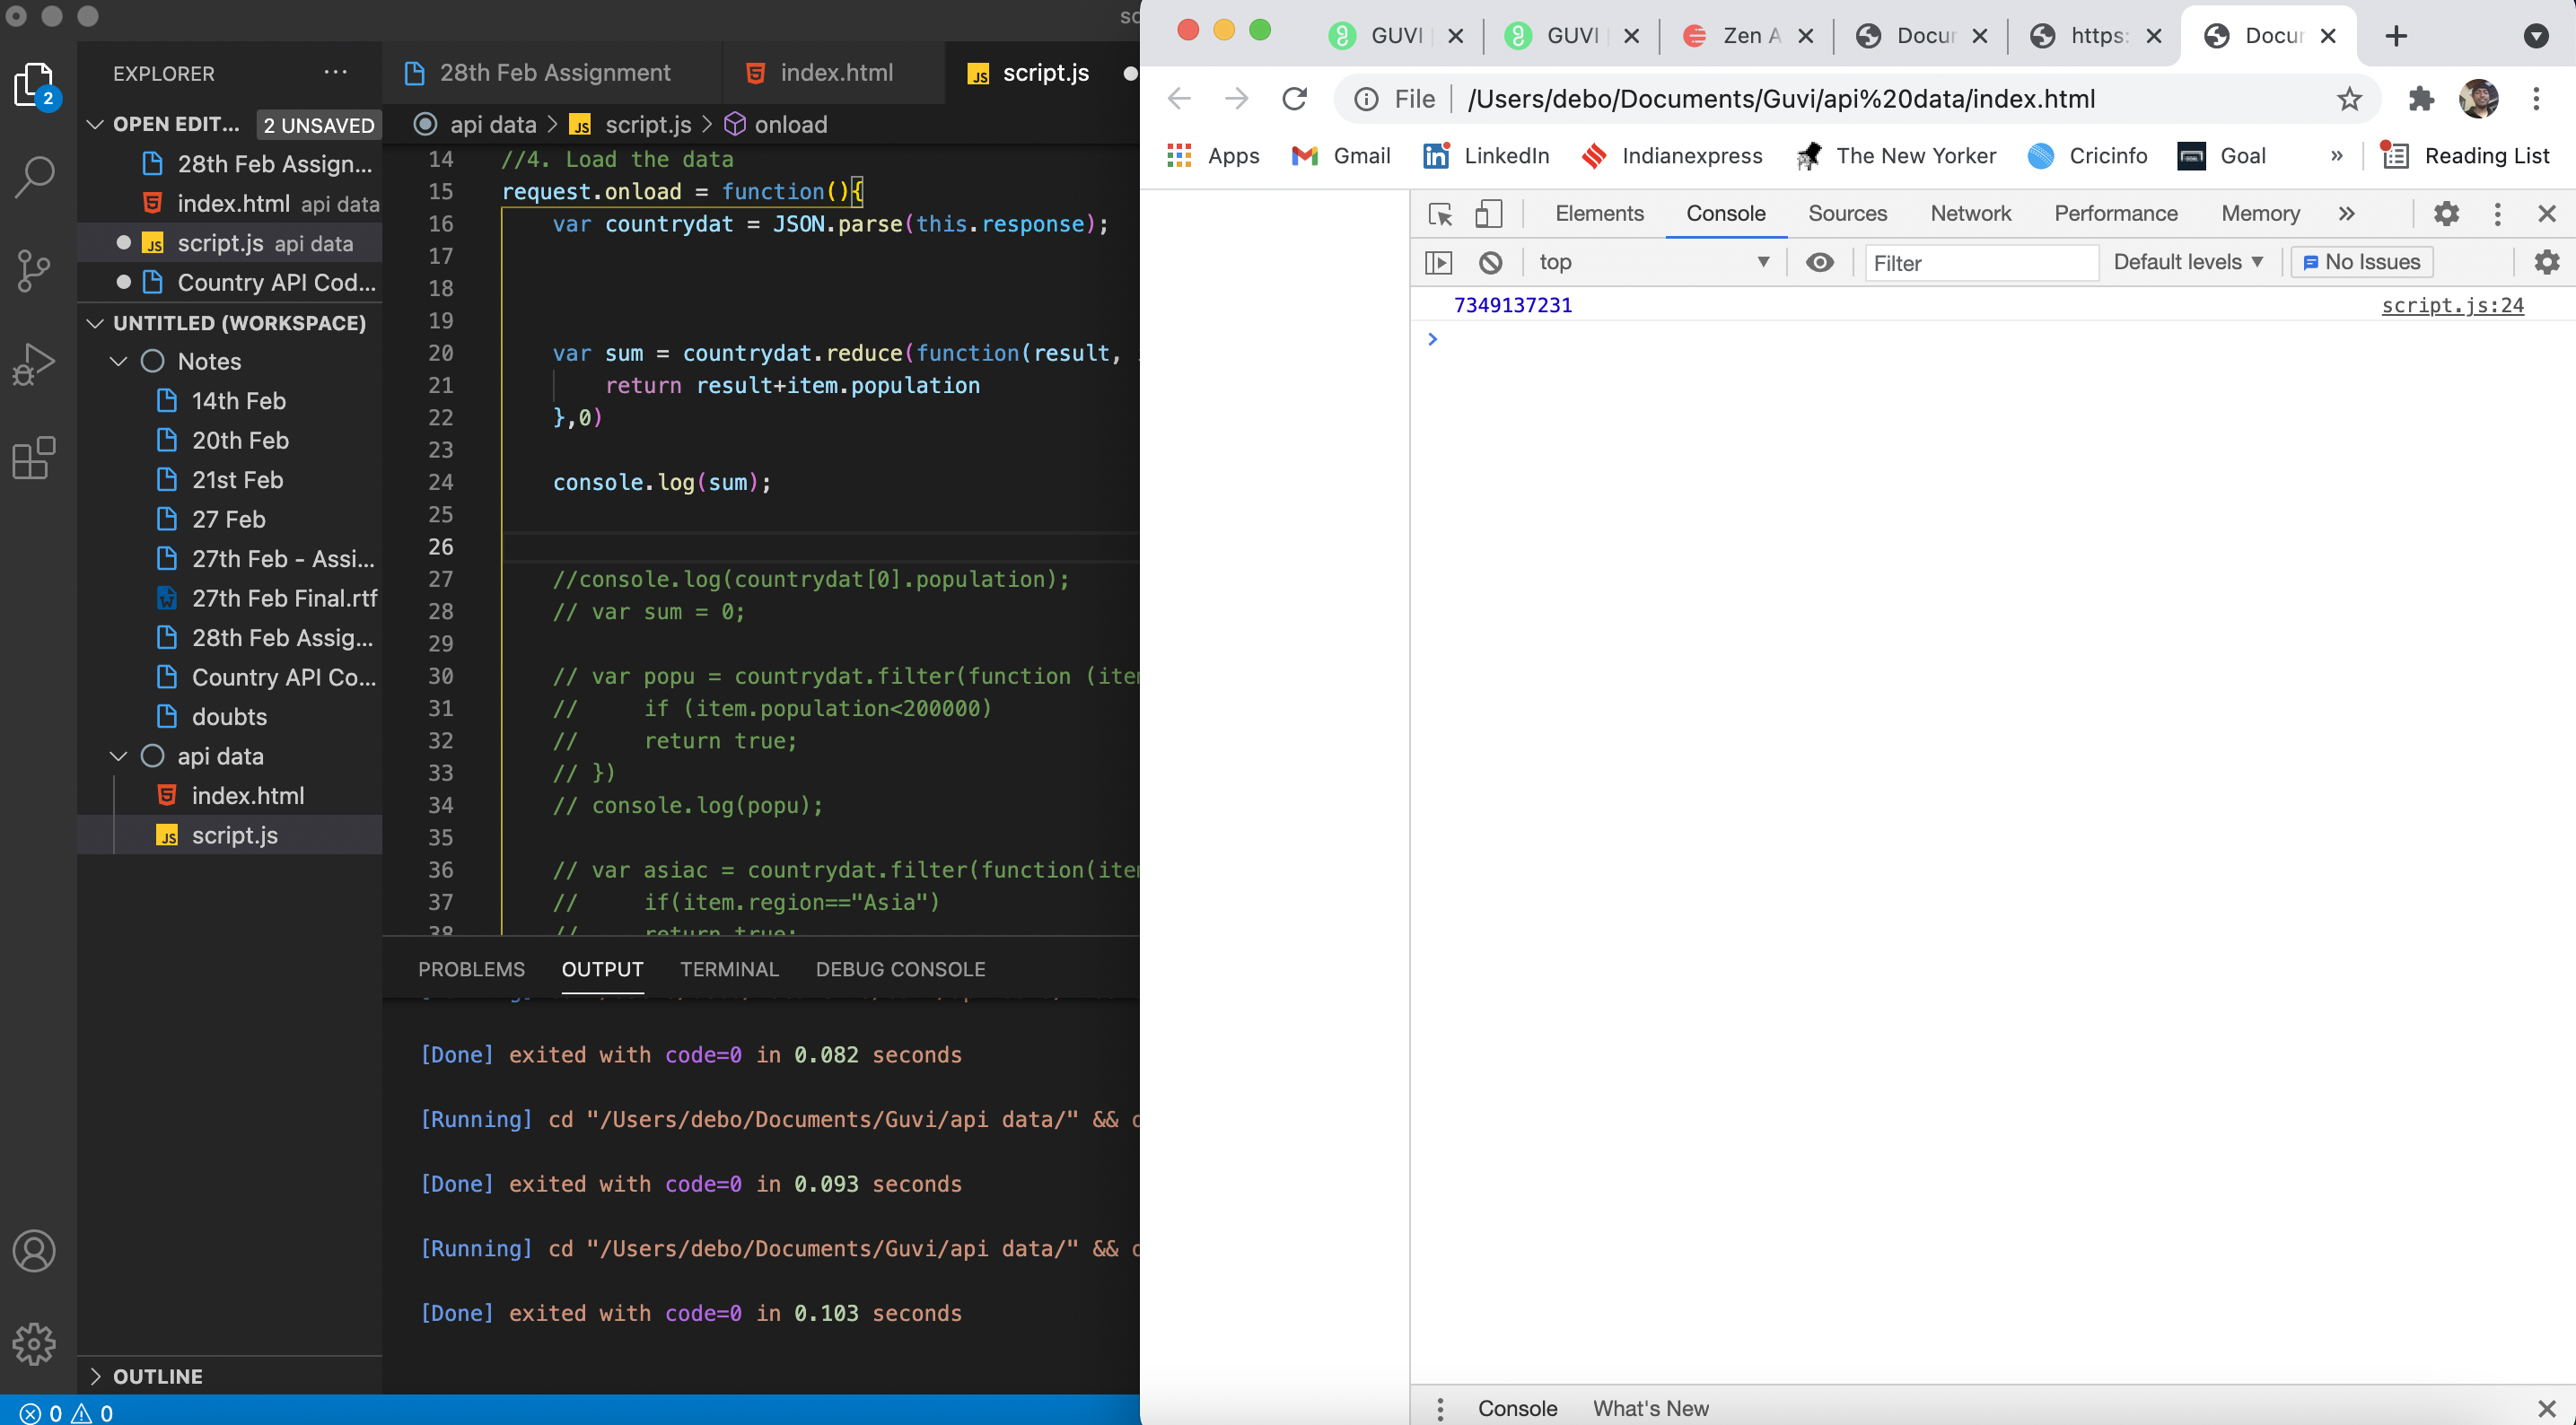 EXPLORER
OPEN EDIT... 2 UNSAVED
28th Feb Assign...
index.html api data
script.js api data
Country API Cod...
UNTITLED (WORKSPACE)
Notes
14th Feb
20th Feb
21st Feb
27 Feb
27th Feb - Assi...
27th Feb Final.rtf
28th Feb Assig...
Country API Co...
doubts
api data
index.html
script.js
OUTLINE
2
0 0
28th Feb Assignment index.html script.js
api data > script.js > onload
14 //4. Load the data
15 request.onload = function(){
16 var countrydat = JSON.parse(this.response);
17
18
19
20 var sum = countrydat.reduce(function(result,
21 return result+item.population
22 },0)
23
24 console.log(sum);
25
26
27 //console.log(countrydat[0].population);
28 // var sum = 0;
29
30 // var popu = countrydat.filter(function (item
31 // if (item.population<200000)
32 // return true;
33 // })
34 // console.log(popu);
35
36 // var asiac = countrydat.filter(function(item
37 // if(item.region=="Asia")
38 // return true;
PROBLEMS OUTPUT TERMINAL DEBUG CONSOLE
[Done] exited with code=0 in 0.082 seconds
[Running] cd "/Users/debo/Documents/Guvi/api data/" &&
[Done] exited with code=0 in 0.093 seconds
[Running] cd "/Users/debo/Documents/Guvi/api data/" &&
[Done] exited with code=0 in 0.103 seconds
GUVI GUVI Zen A Docu https: Docu
File /Users/debo/Documents/Guvi/api%20data/index.html
Apps Gmail LinkedIn Indianexpress The New Yorker Cricinfo Goal » Reading List
Elements Console Sources Network Performance Memory »
top Filter Default levels No Issues
7349137231 script.js:24
>
Console What's New